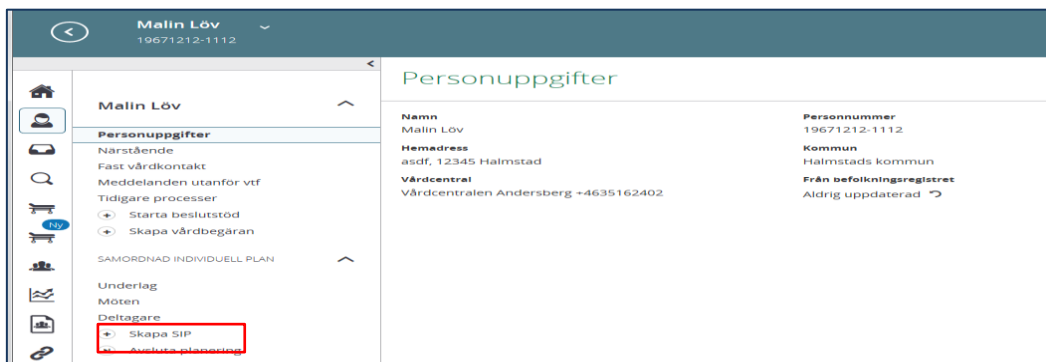 Malin Löv
19671212-1112
Malin Löv
Personuppgifter
Närstående
Fast vårdkontakt
Meddelanden utanför vtf
Tidigare processer
Starta beslutstöd
Skapa vårdbegäran
SAMORDNAD INDIVIDUELL PLAN
Underlag
Möten
Deltagare
Skapa SIP
Avsluta planering
Ny
Personuppgifter
Namn
Malin Löv
Hemadress
asdf, 12345 Halmstad
Vårdcentral
Vårdcentralen Andersberg +4635162402
Personnummer
19671212-1112
Kommun
Halmstads kommun
Från befolkningsregistret
Aldrig uppdaterad